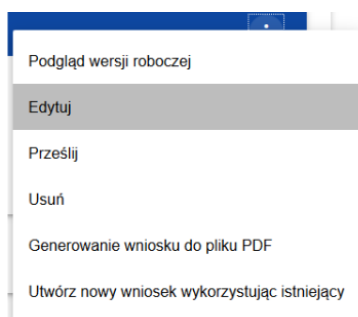 Podgląd wersji roboczej
Edytuj
Prześlij
Usuń
Generowanie wniosku do pliku PDF
Utwórz nowy wniosek wykorzystując istniejący